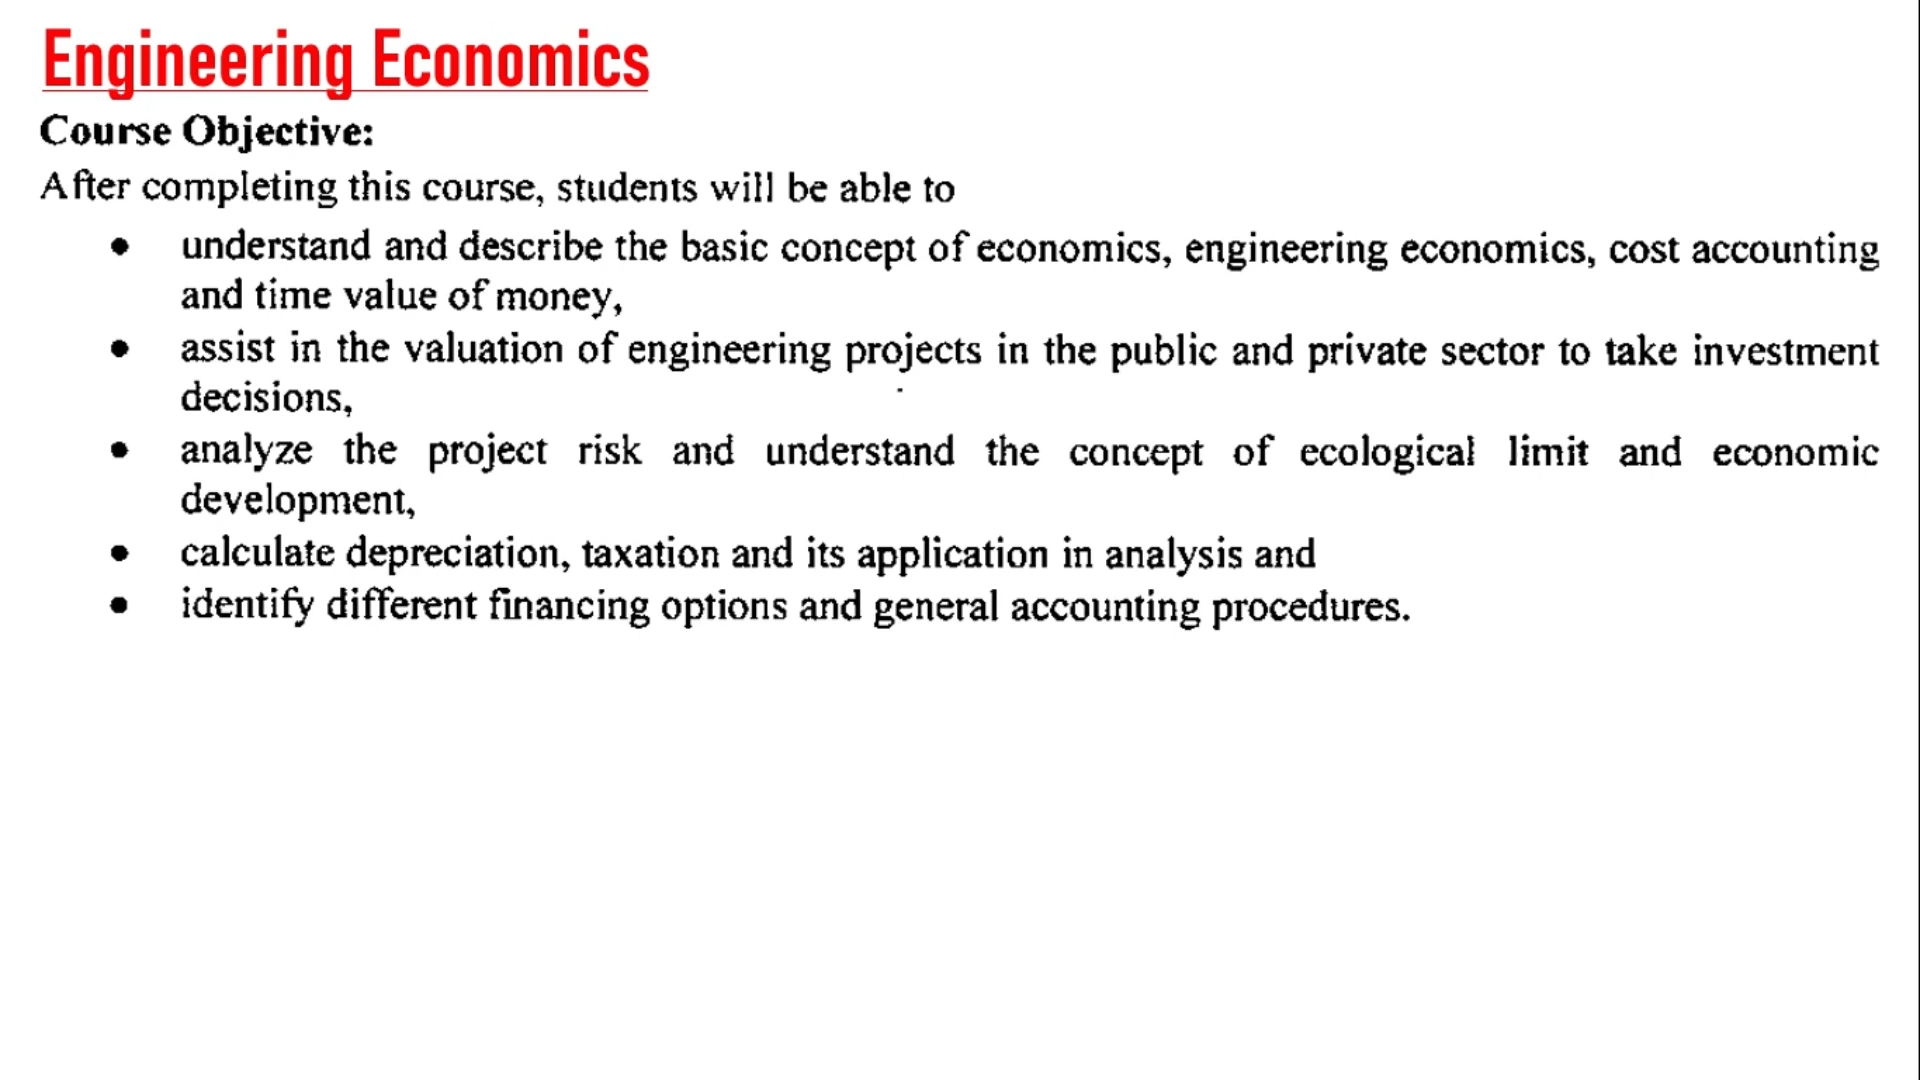 Engineering Economics
Course Objective:
After completing this course, students will be able to
• understand and describe the basic concept of economics, engineering economics, cost accounting
and time value of money,
• assist in the valuation of engineering projects in the public and private sector to take investment
decisions,
• analyze the project risk and understand the concept of ecological limit and economic
development,
• calculate depreciation, taxation and its application in analysis and
• identify different financing options and general accounting procedures.